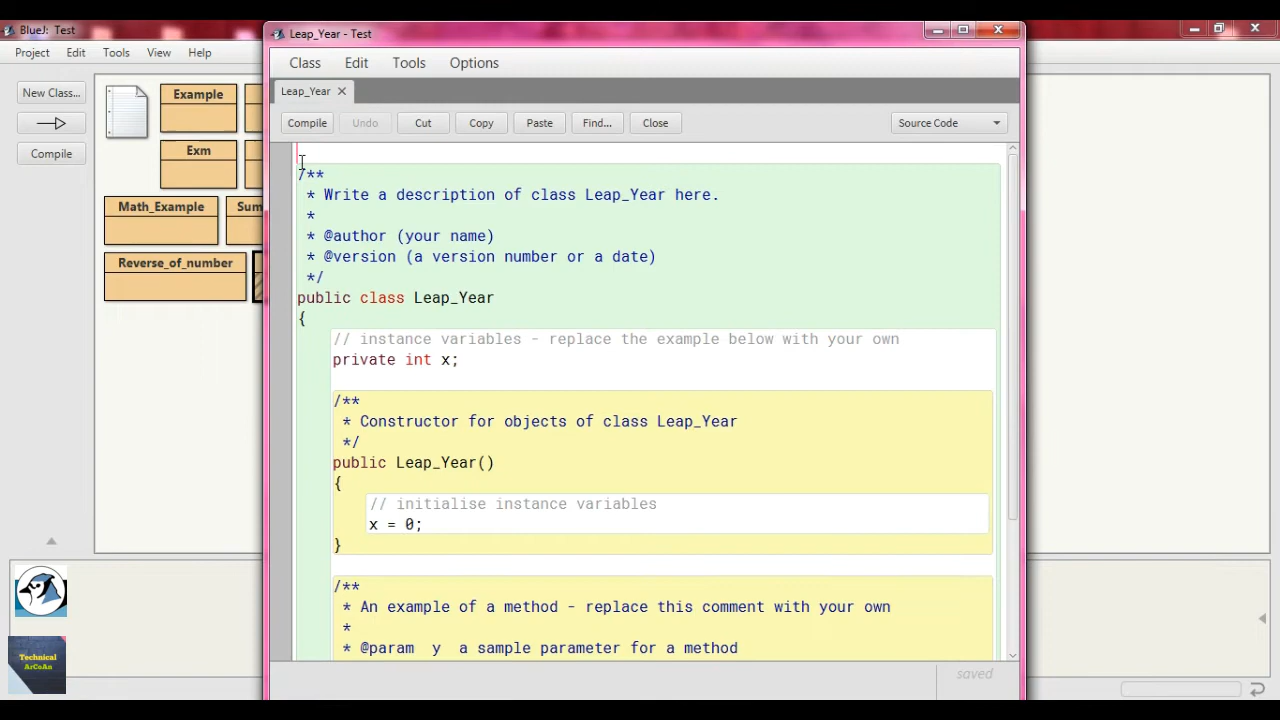 BlueJ: Test
Project Edit Tools View Help
New Class...
Compile
Example
Exm
Math_Example
Sum
Reverse_of_number
Technical
ArCoAn
Leap_Year - Test
Class Edit Tools Options
Leap_Year
Compile Undo Cut Copy Paste Find... Close Source Code
/**
* Write a description of class Leap_Year here.
*
* @author (your name)
* @version (a version number or a date)
*/
public class Leap_Year
{
// instance variables - replace the example below with your own
private int x;
/**
* Constructor for objects of class Leap_Year
*/
public Leap_Year()
{
// initialise instance variables
x = 0;
}
/**
* An example of a method - replace this comment with your own
*
* @param y a sample parameter for a method
saved